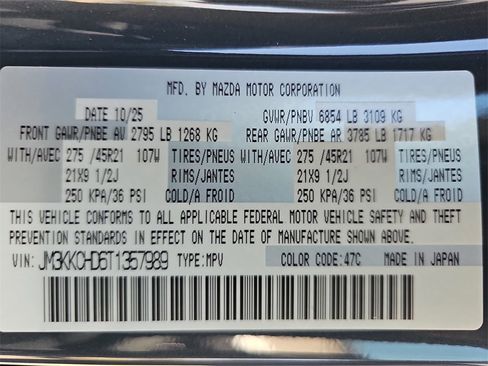 MFD. BY MAZDA MOTOR CORPORATION
DATE 10/25 GVWR/PNBV 6854 LB 3109 KG
FRONT GAWR/PNBE AV 2795 LB 1268 KG REAR GAWR/PNBE AR 3785 LB 1717 KG
WITH/AVEC 275 /45R21 107W TIRES/PNEUS WITH/AVEC 275 /45R21 107W TIRES/PNEUS
21X9 1/2J RIMS/JANTES 21X9 1/2J RIMS/JANTES
250 KPA/36 PSI COLD/A FROID 250 KPA/36 PSI COLD/A FROID
THIS VEHICLE CONFORMS TO ALL APPLICABLE FEDERAL MOTOR VEHICLE SAFETY AND THEFT
PREVENTION STANDARDS IN EFFECT ON THE DATE OF MANUFACTURE SHOWN ABOVE.
VIN: JM3KKCHD5T1357989 TYPE:MPV COLOR CODE:47C MADE IN JAPAN